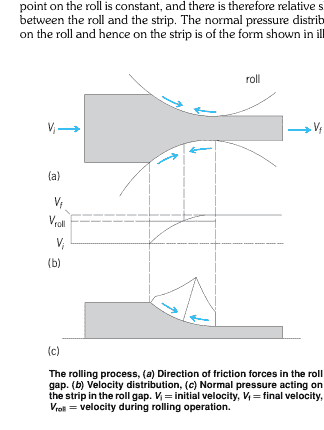 point on the roll is constant, and there is therefore relative s
between the roll and the strip. The normal pressure distrib
on the roll and hence on the strip is of the form shown in ill
roll
Vi
Vf
(a)
Vf
Vroll
Vi
(b)
(c)
The rolling process, (a) Direction of friction forces in the roll
gap. (b) Velocity distribution, (c) Normal pressure acting on
the strip in the roll gap. Vi = initial velocity, Vf = final velocity,
Vroll = velocity during rolling operation.